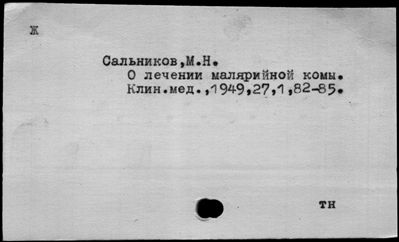 Ж
Сальников,М.Н.
О лечении малярийной комы.
Клин.мед.,1949,27,1,82-85.
тн